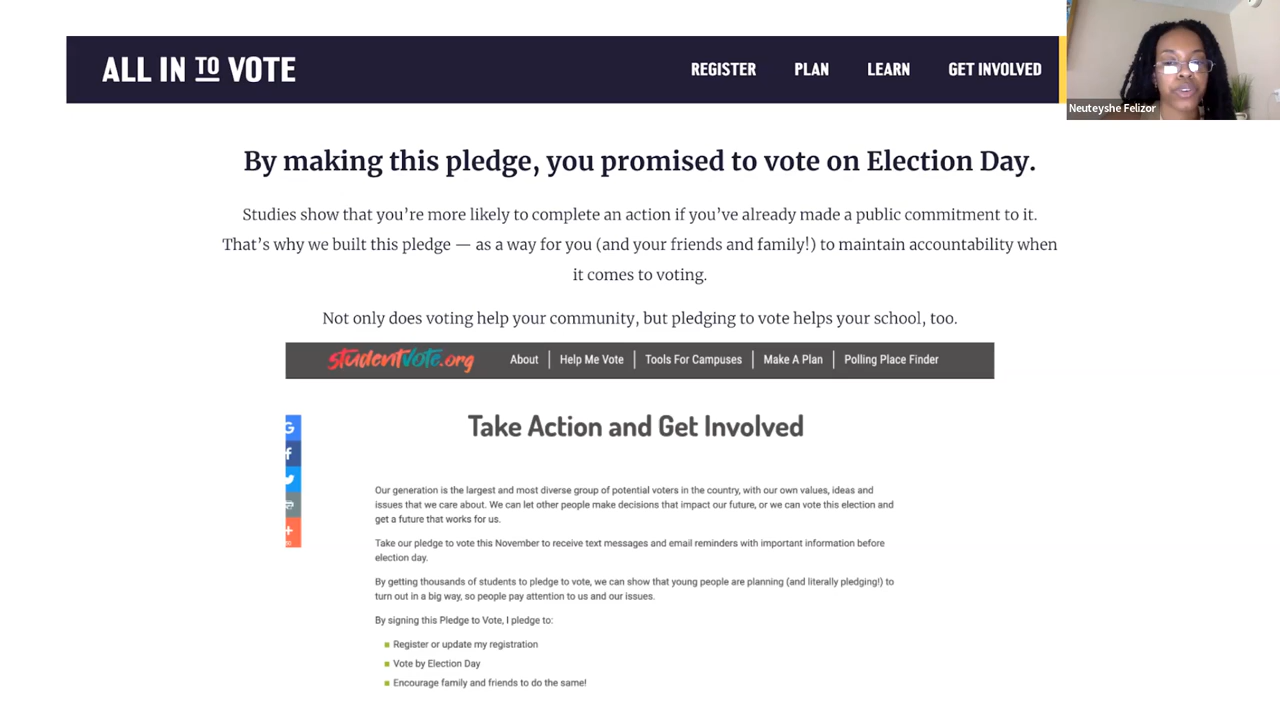 ALL IN TO VOTE
REGISTER PLAN LEARN GET INVOLVED
Neuteyshe Felizor
By making this pledge, you promised to vote on Election Day.
Studies show that you’re more likely to complete an action if you’ve already made a public commitment to it.
That’s why we built this pledge — as a way for you (and your friends and family!) to maintain accountability when
it comes to voting.
Not only does voting help your community, but pledging to vote helps your school, too.
studentvote.org
About | Help Me Vote | Tools For Campuses | Make A Plan | Polling Place Finder
Take Action and Get Involved
Our generation is the largest and most diverse group of potential voters in the country, with our own values, ideas and
issues that we care about. We can let other people make decisions that impact our future, or we can vote this election and
get a future that works for us.
Take our pledge to vote this November to receive text messages and email reminders with important information before
election day.
By getting thousands of students to pledge to vote, we can show that young people are planning (and literally pledging!) to
turn out in a big way, so people pay attention to us and our issues.
By signing this Pledge to Vote, I pledge to:
Register or update my registration
Vote by Election Day
Encourage family and friends to do the same!